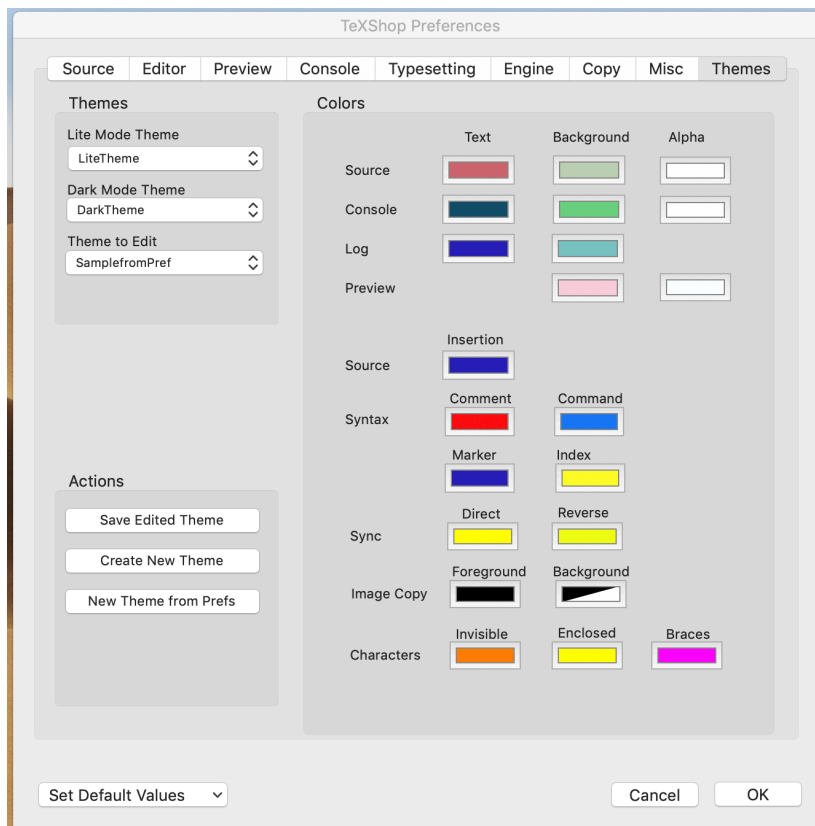 TeXShop Preferences
Source Editor Preview Console Typesetting Engine Copy Misc Themes
Themes
Lite Mode Theme
LiteTheme
Dark Mode Theme
DarkTheme
Theme to Edit
SamplefromPref
Actions
Save Edited Theme
Create New Theme
New Theme from Prefs
Colors
Text Background Alpha
Source
Console
Log
Preview
Insertion
Source
Comment Command
Syntax
Marker Index
Direct Reverse
Sync
Foreground Background
Image Copy
Invisible Enclosed Braces
Characters
Set Default Values
Cancel OK